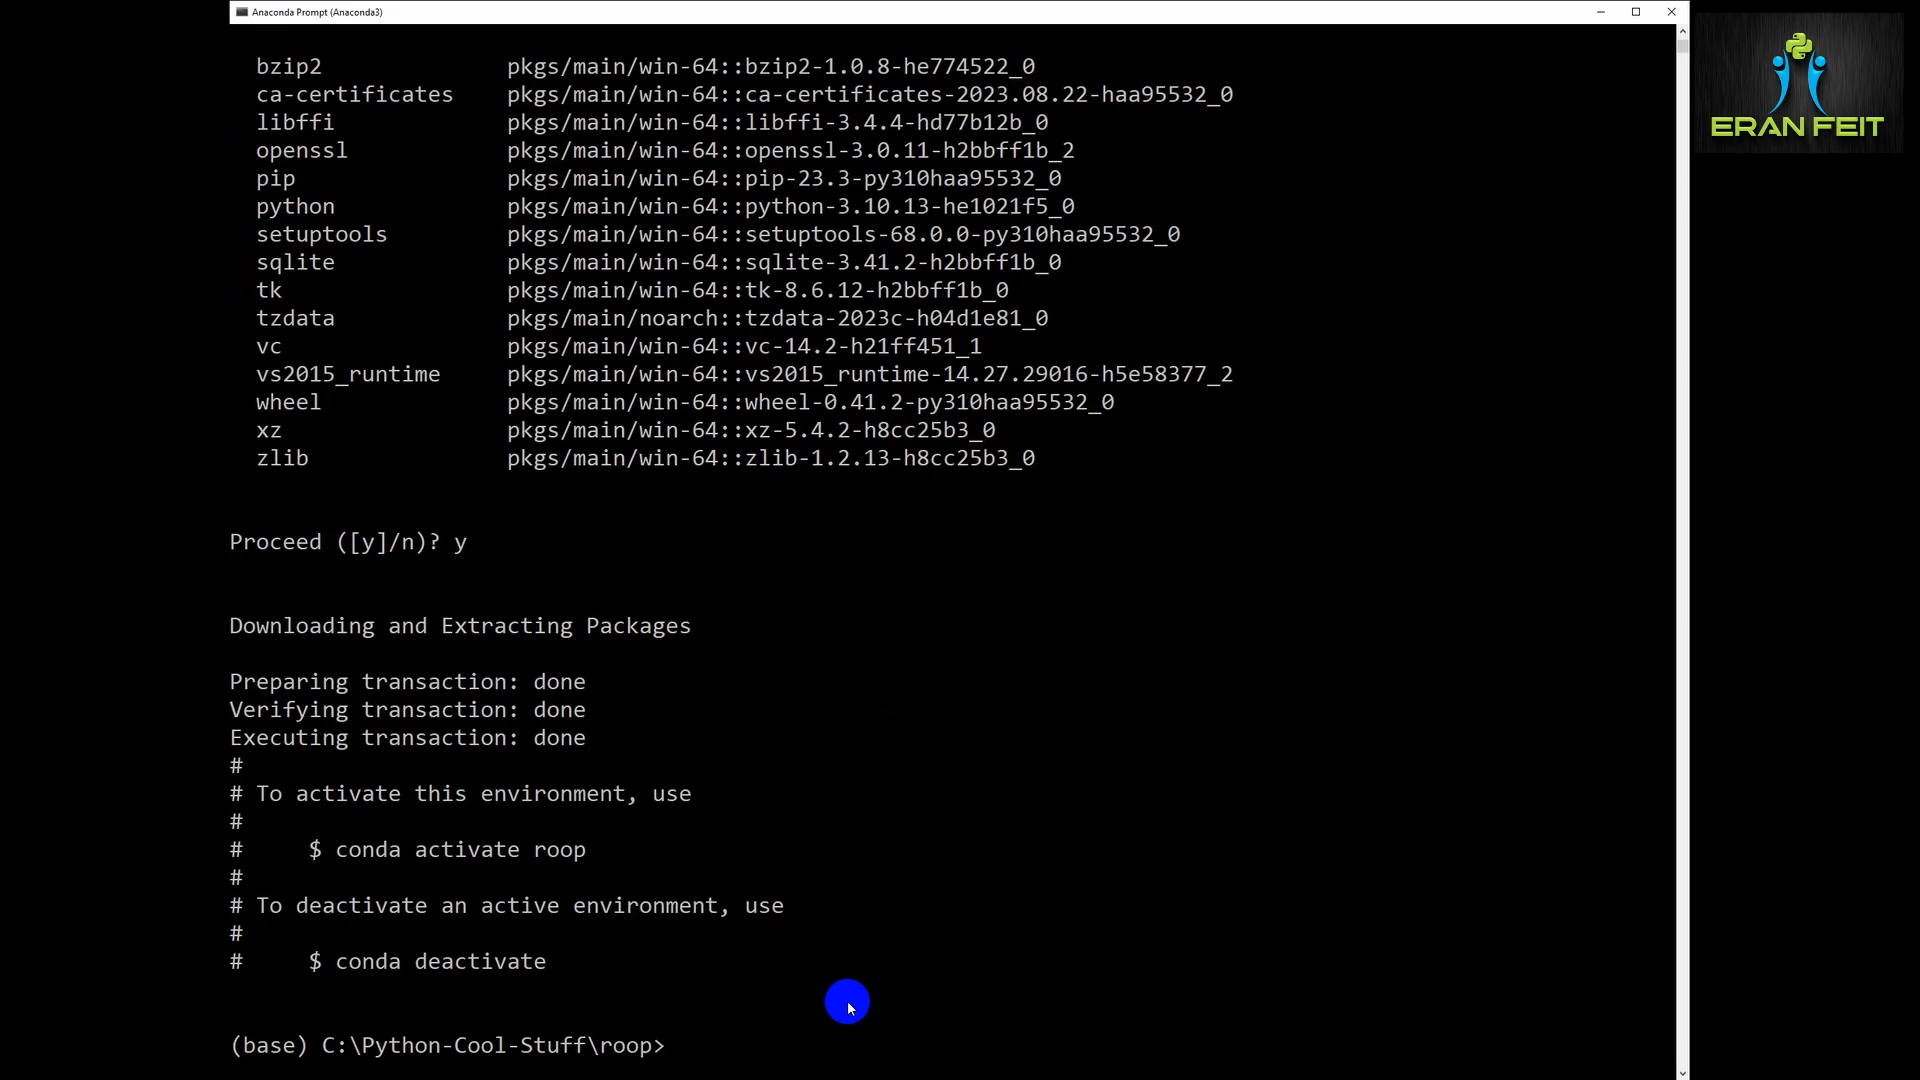 Anaconda Prompt (Anaconda3)
bzip2 pkgs/main/win-64::bzip2-1.0.8-he774522_0
ca-certificates pkgs/main/win-64::ca-certificates-2023.08.22-haa95532_0
libffi pkgs/main/win-64::libffi-3.4.4-hd77b12b_0
openssl pkgs/main/win-64::openssl-3.0.11-h2bbff1b_2
pip pkgs/main/win-64::pip-23.3-py310haa95532_0
python pkgs/main/win-64::python-3.10.13-he1021f5_0
setuptools pkgs/main/win-64::setuptools-68.0.0-py310haa95532_0
sqlite pkgs/main/win-64::sqlite-3.41.2-h2bbff1b_0
tk pkgs/main/win-64::tk-8.6.12-h2bbff1b_0
tzdata pkgs/main/noarch::tzdata-2023c-h04d1e81_0
vc pkgs/main/win-64::vc-14.2-h21ff451_1
vs2015_runtime pkgs/main/win-64::vs2015_runtime-14.27.29016-h5e58377_2
wheel pkgs/main/win-64::wheel-0.41.2-py310haa95532_0
xz pkgs/main/win-64::xz-5.4.2-h8cc25b3_0
zlib pkgs/main/win-64::zlib-1.2.13-h8cc25b3_0
Proceed ([y]/n)? y
Downloading and Extracting Packages
Preparing transaction: done
Verifying transaction: done
Executing transaction: done
#
# To activate this environment, use
#
# $ conda activate roop
#
# To deactivate an active environment, use
#
# $ conda deactivate
(base) C:\Python-Cool-Stuff\roop>
ERAN FEIT